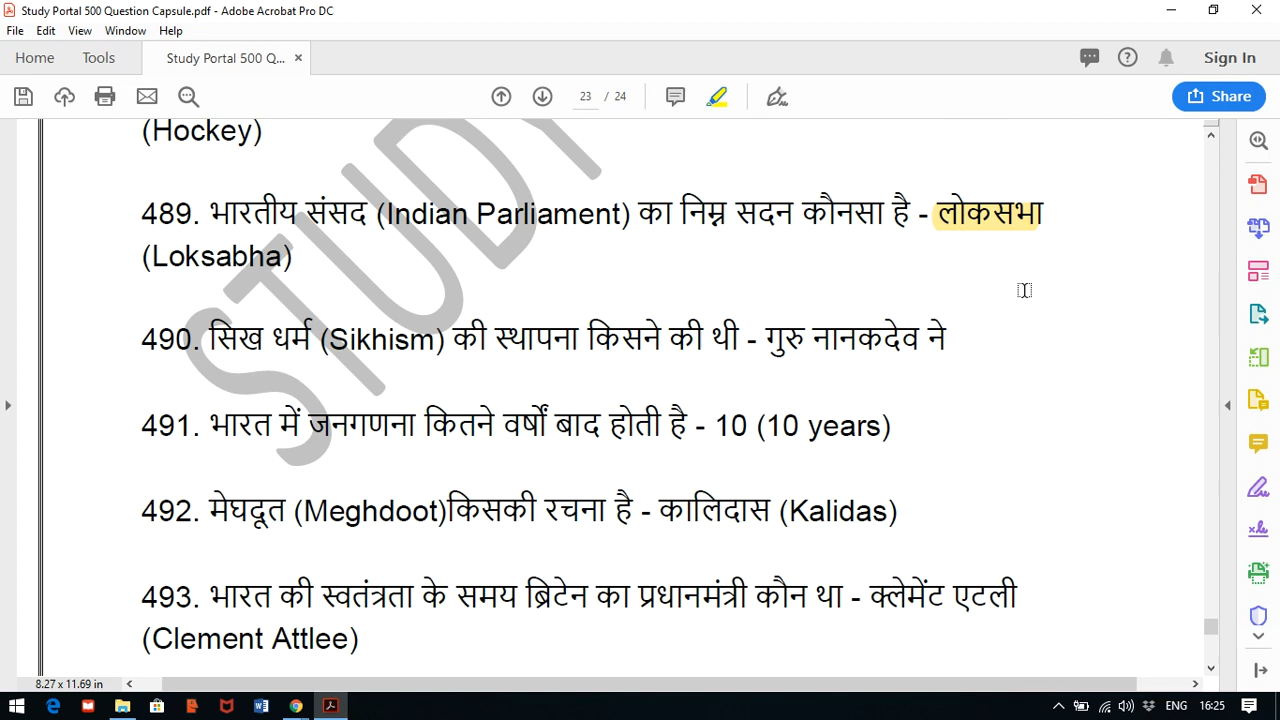 Study Portal 500 Question Capsule.pdf - Adobe Acrobat Pro DC
File Edit View Window Help
Home Tools Study Portal 500 Q... × Sign In
23 / 24 Share
(Hockey)
489. भारतीय संसद (Indian Parliament) का निम्न सदन कौनसा है - लोकसभा
(Loksabha)
490. सिख धर्म (Sikhism) की स्थापना किसने की थी - गुरु नानकदेव ने
491. भारत में जनगणना कितने वर्षों बाद होती है - 10 (10 years)
492. मेघदूत (Meghdoot)किसकी रचना है - कालिदास (Kalidas)
493. भारत की स्वतंत्रता के समय ब्रिटेन का प्रधानमंत्री कौन था - क्लेमेंट एटली
(Clement Attlee)
STUDY
8.27 x 11.69 in
ENG 16:25